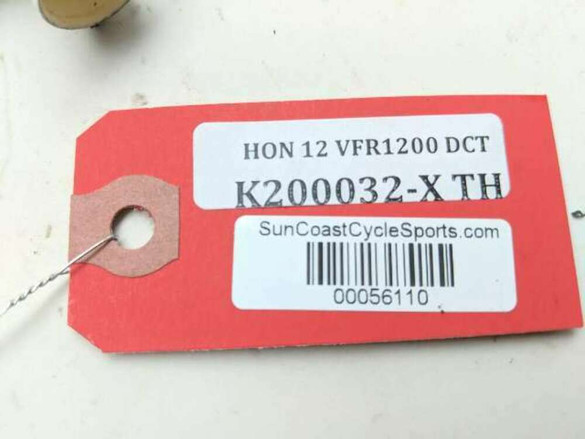 HON 12 VFR1200 DCT
K200032-X TH
SunCoastCycleSports.com
00056110